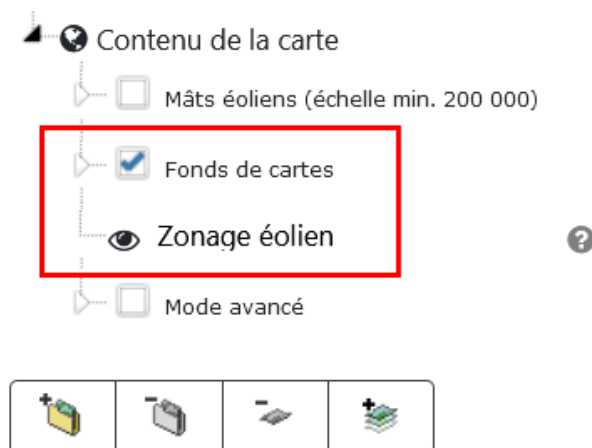 Contenu de la carte
Mâts éoliens (échelle min. 200 000)
Fonds de cartes
Zonage éolien
Mode avancé